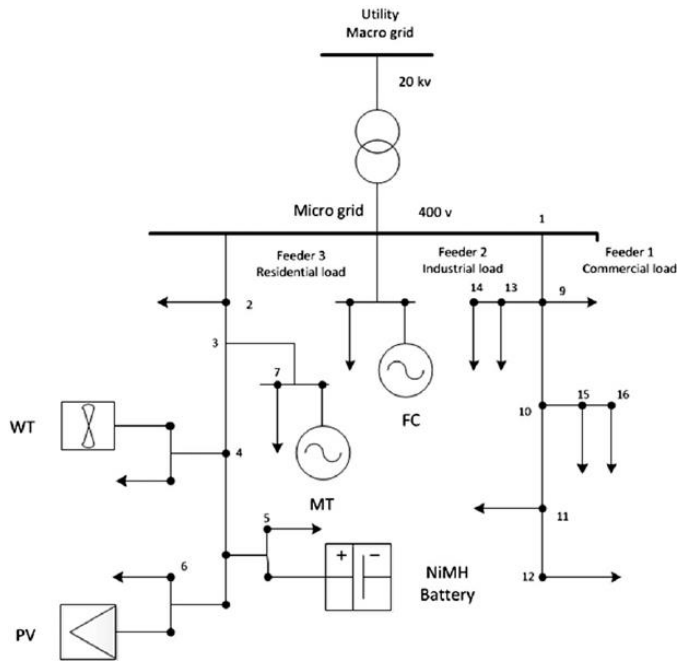 Utility
Macro grid
20 kv
Micro grid
400 v
1
Feeder 3
Residential load
Feeder 2
Industrial load
Feeder 1
Commercial load
2
14
13
9
3
7
FC
15
16
10
WT
4
MT
11
5
+
−
6
NiMH
Battery
12
PV